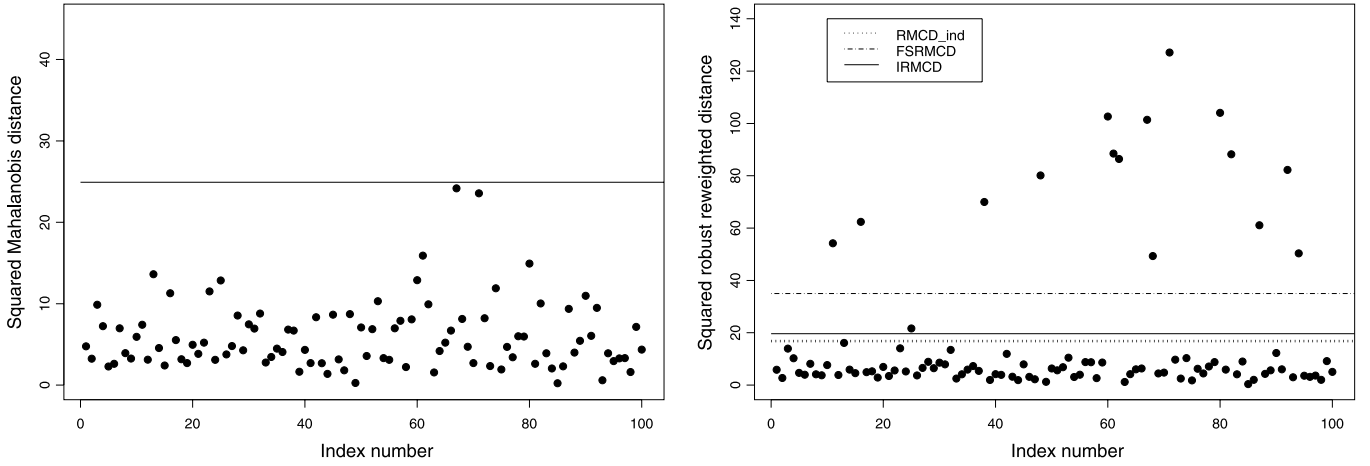 Squared Mahalanobis distance
40
30
20
10
0
0 20 40 60 80 100
Index number
Squared robust reweighted distance
140
120
100
80
60
40
20
0
RMCD_ind
FSRMCD
IRMCD
0 20 40 60 80 100
Index number